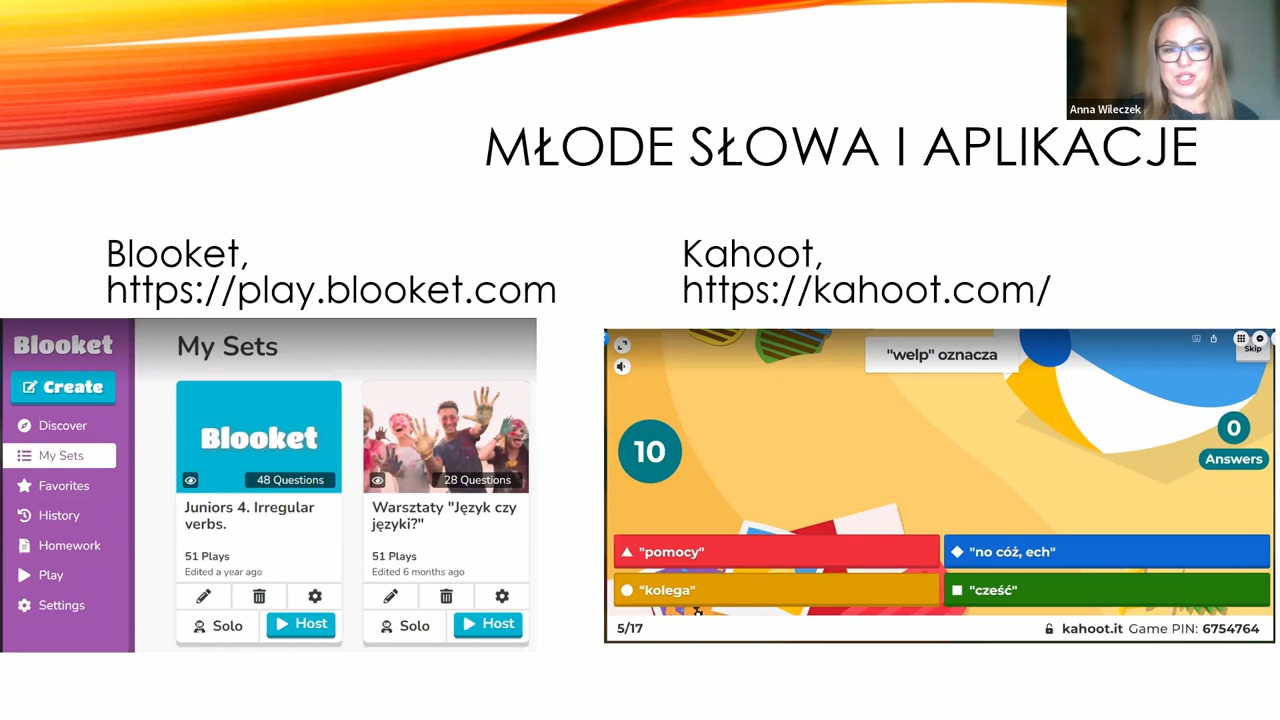 Anna Wileczek
MŁODE SŁOWA I APLIKACJE
Blooket,
https://play.blooket.com
Kahoot,
https://kahoot.com/
Blooket
Create
Discover
My Sets
Favorites
History
Homework
Play
Settings
My Sets
Blooket
48 Questions
Juniors 4. Irregular
verbs.
51 Plays
Edited a year ago
Solo
Host
28 Questions
Warsztaty "Język czy
języki?"
51 Plays
Edited 6 months ago
Solo
Host
"welp" oznacza
Skip
10
0
Answers
"pomocy"
"no cóż, ech"
"kolega"
"cześć"
5/17
kahoot.it Game PIN: 6754764